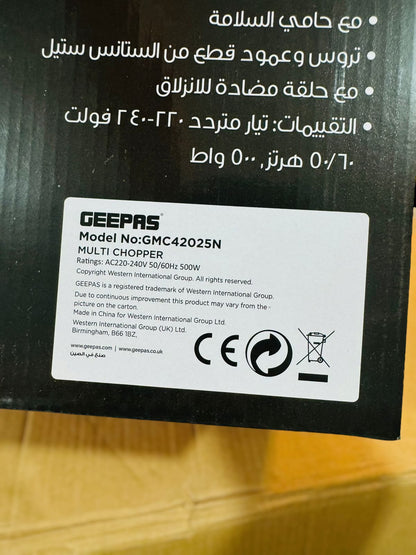 • مع حامي السلامة
• تروس وعمود قطع من الستانس ستيل
• مع حلقة مضادة للانزلاق
• التقييمات: تيار متردد ٢٢٠-٢٤٠ فولت
٥٠/٦٠ هرتز, ٥٠٠ واط
GEEPAS
Model No:GMC42025N
MULTI CHOPPER
Ratings: AC220-240V 50/60Hz 500W
Copyright Western International Group. All rights reserved.
GEEPAS is a registered trademark of Western International Group.
Due to continuous improvement this product may vary from the
picture on the carton.
Made in China for Western International Group Ltd.
Western International Group (UK) Ltd.
Birmingham, B66 1BZ,
www.geepas.com | www.geepas.co.uk
صنع في الصين
CE